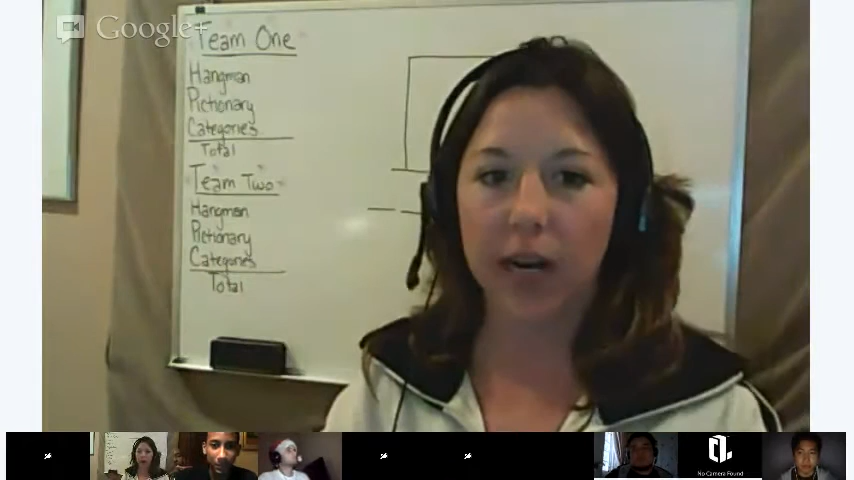 Google+
Team One
Hangman
Pictionary
Categories
Total
Team Two
Hangman
Pictionary
Categories
Total
No Camera Found